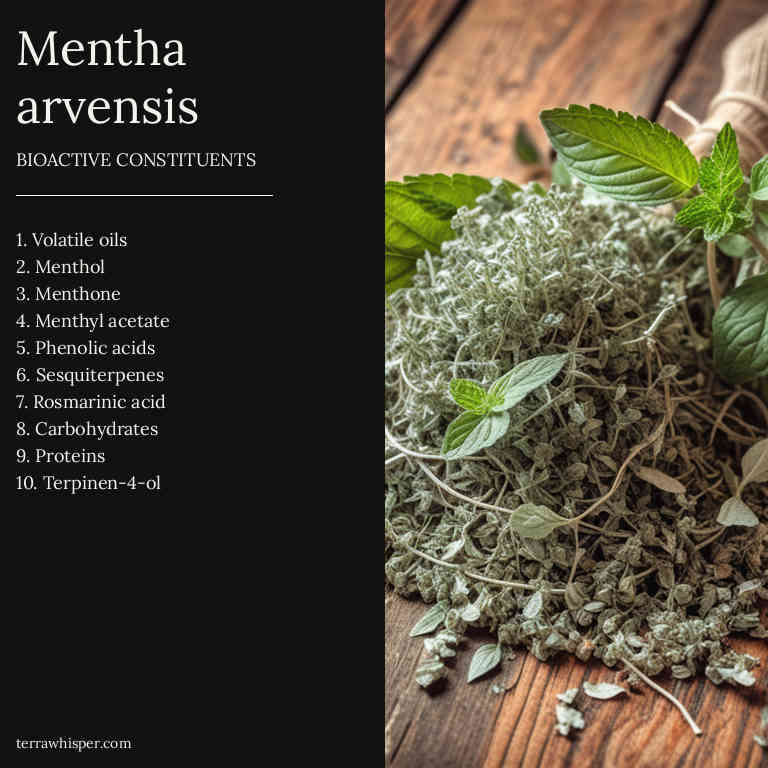 Mentha
arvensis
BIOACTIVE CONSTITUENTS
1. Volatile oils
2. Menthol
3. Menthone
4. Menthyl acetate
5. Phenolic acids
6. Sesquiterpenes
7. Rosmarinic acid
8. Carbohydrates
9. Proteins
10. Terpinen-4-ol
terrawhisper.com